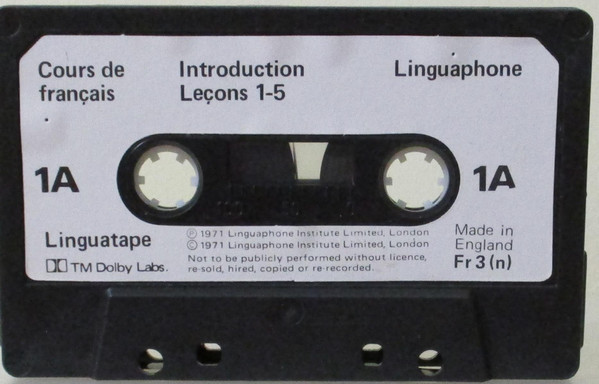 Cours de
français
Introduction
Leçons 1-5
Linguaphone
1A
1A
Linguatape
TM Dolby Labs.
℗ 1971 Linguaphone Institute Limited, London
© 1971 Linguaphone Institute Limited, London
Not to be publicly performed without licence,
re-sold, hired, copied or re-recorded.
Made in
England
Fr 3 (n)